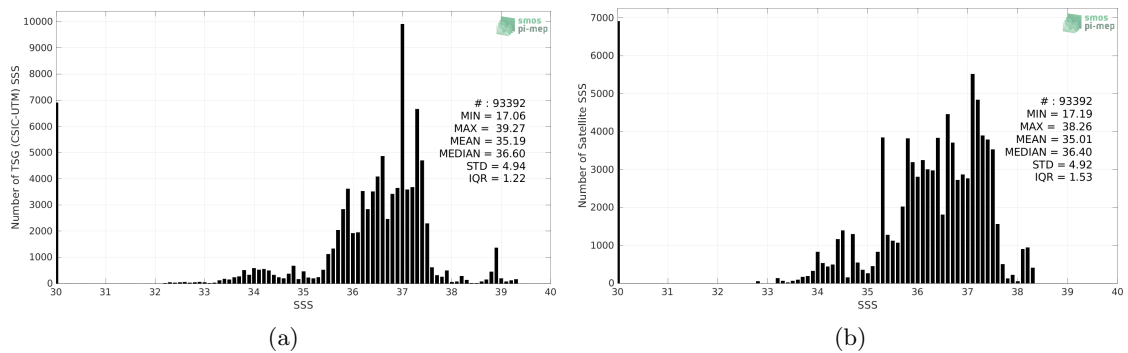 10000
9000
8000
7000
6000
5000
4000
3000
2000
1000
0
Number of TSG (CSIC-UTM) SSS
smos
pi-mep
# : 93392
MIN = 17.06
MAX = 39.27
MEAN = 35.19
MEDIAN = 36.60
STD = 4.94
IQR = 1.22
30 31 32 33 34 35 36 37 38 39 40
SSS
(a)
7000
6000
5000
4000
3000
2000
1000
0
Number of Satellite SSS
smos
pi-mep
# : 93392
MIN = 17.19
MAX = 38.26
MEAN = 35.01
MEDIAN = 36.40
STD = 4.92
IQR = 1.53
30 31 32 33 34 35 36 37 38 39 40
SSS
(b)